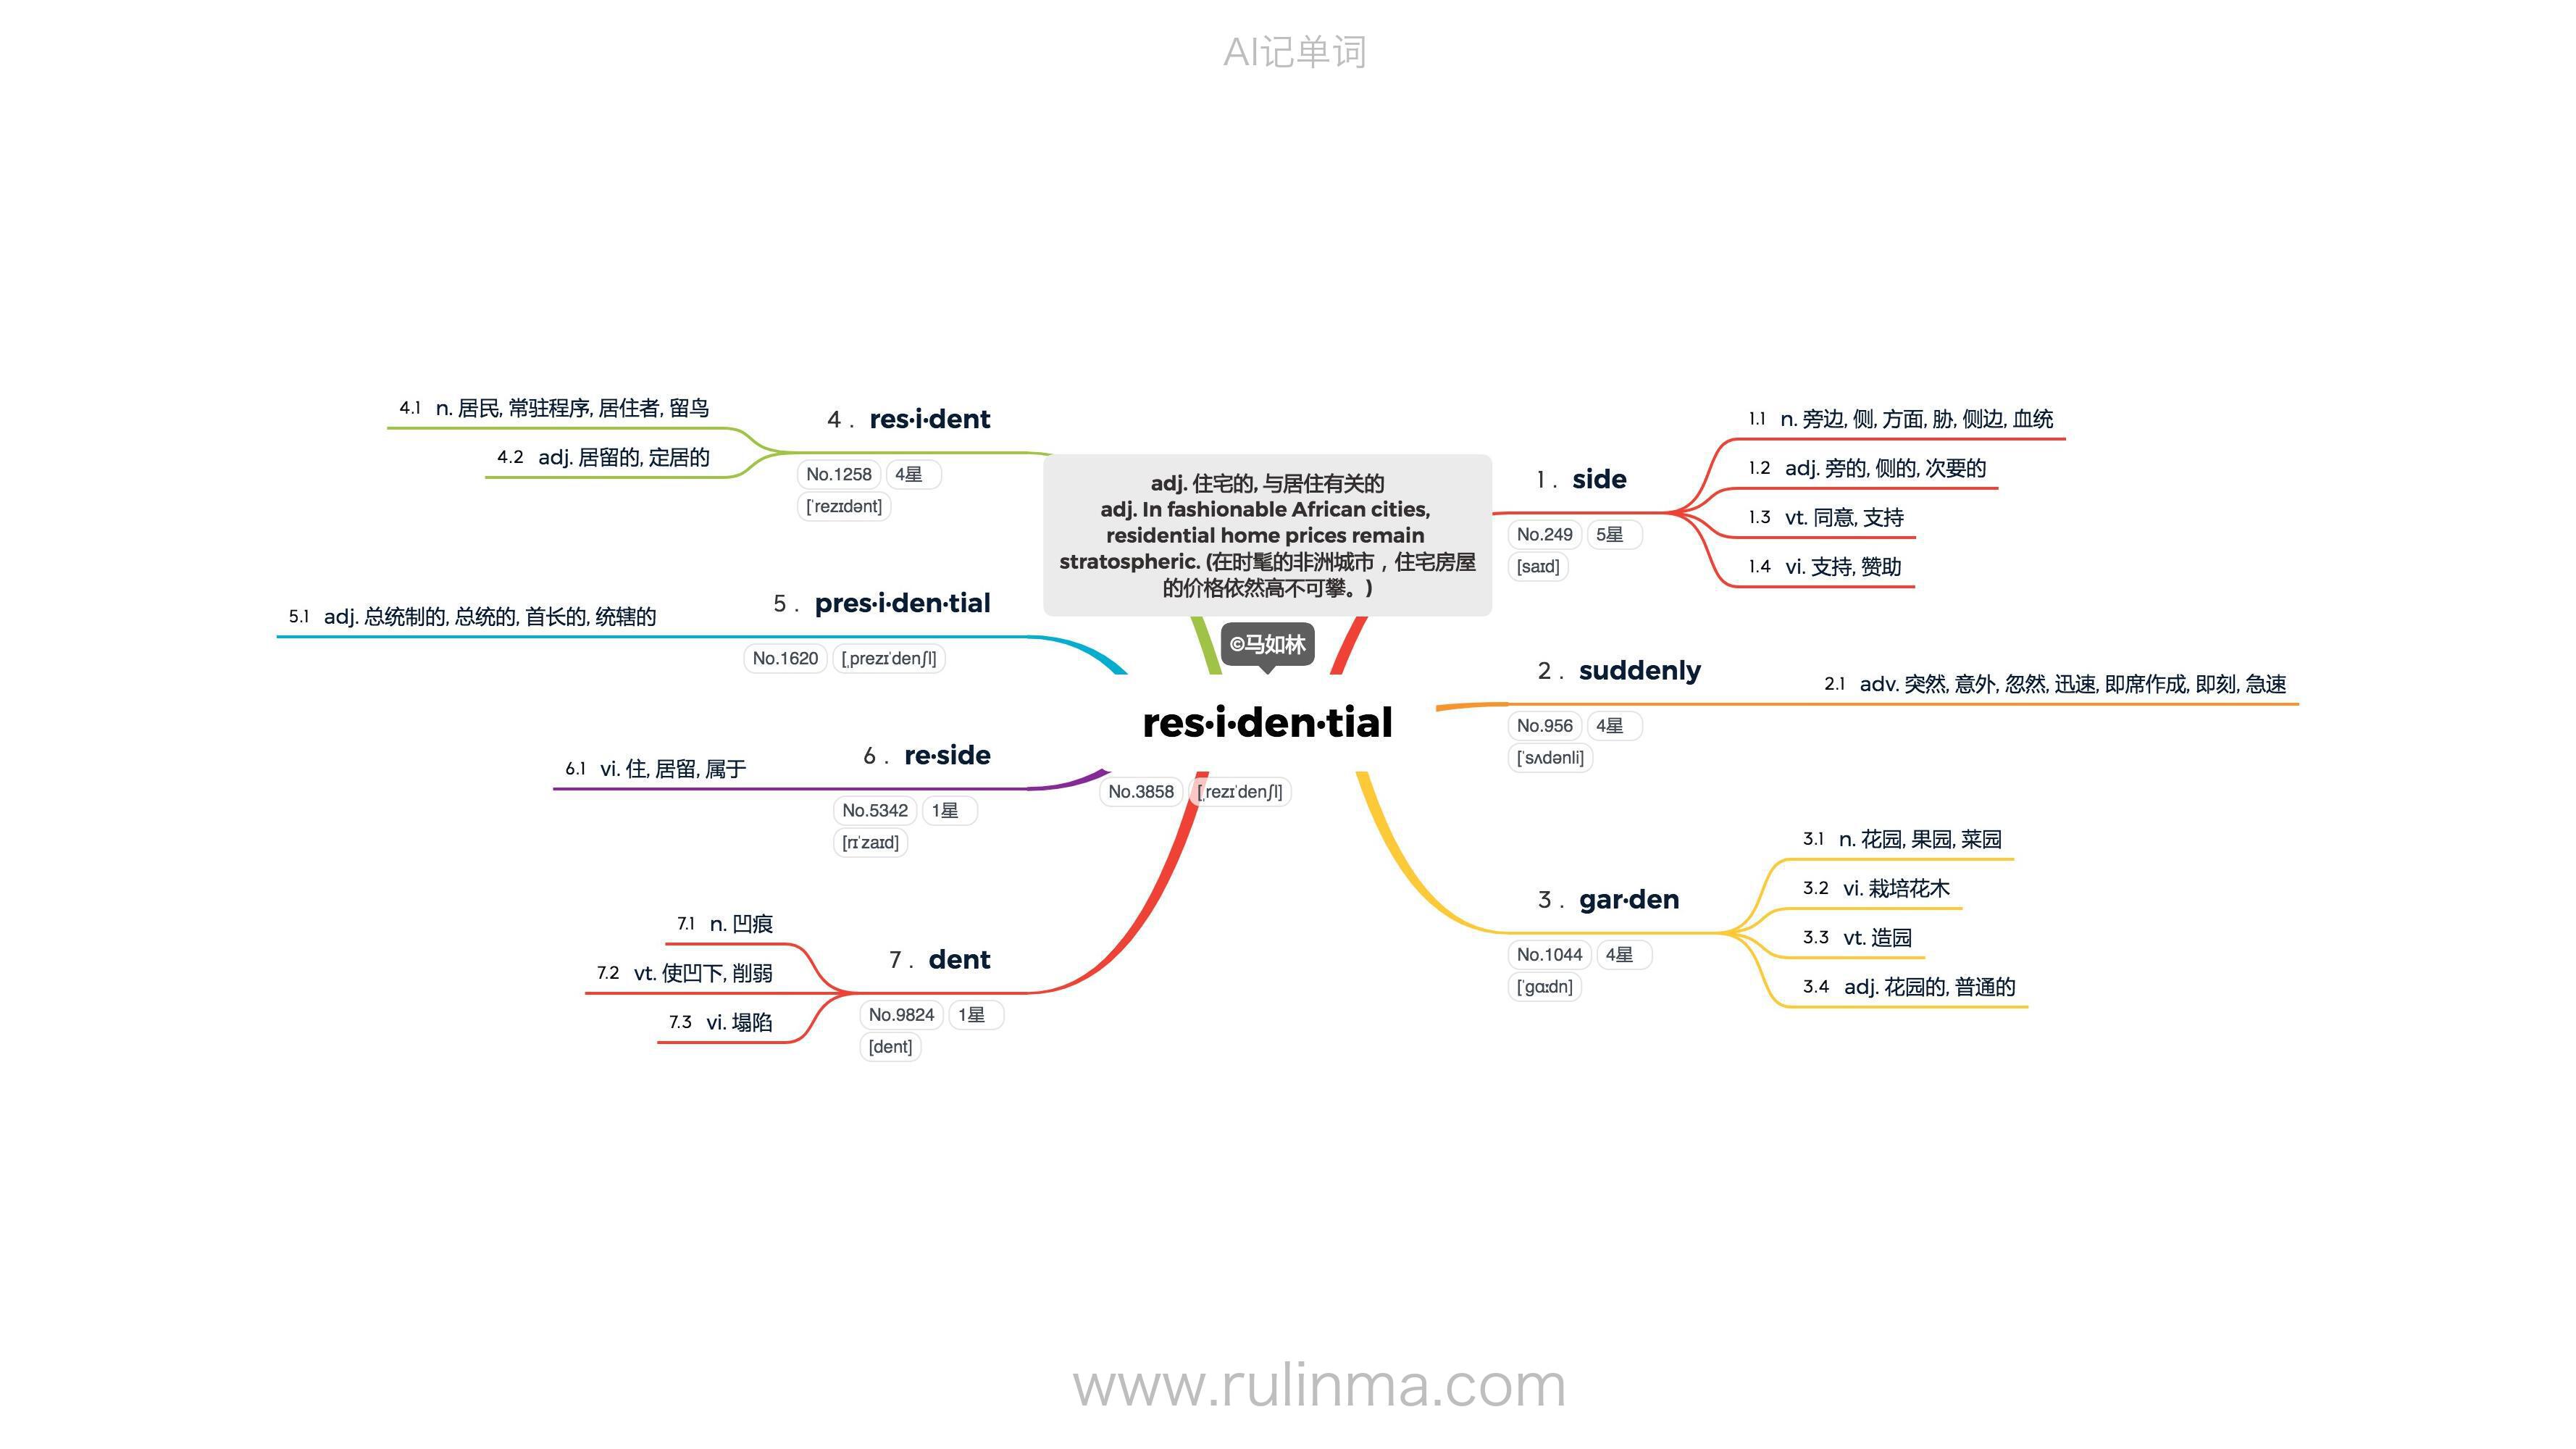 AI记单词
adj. 住宅的, 与居住有关的
adj. In fashionable African cities,
residential home prices remain
stratospheric. (在时髦的非洲城市，住宅房屋
的价格依然高不可攀。)
©马如林
res·i·den·tial
No.3858 [ˌrezɪˈdenʃl]
1 . side
No.249 5星
[saɪd]
1.1 n. 旁边, 侧, 方面, 胁, 侧边, 血统
1.2 adj. 旁的, 侧的, 次要的
1.3 vt. 同意, 支持
1.4 vi. 支持, 赞助
2 . suddenly
No.956 4星
[ˈsʌdənli]
2.1 adv. 突然, 意外, 忽然, 迅速, 即席作成, 即刻, 急速
3 . gar·den
No.1044 4星
[ˈɡɑːdn]
3.1 n. 花园, 果园, 菜园
3.2 vi. 栽培花木
3.3 vt. 造园
3.4 adj. 花园的, 普通的
4 . res·i·dent
No.1258 4星
[ˈrezɪdənt]
4.1 n. 居民, 常驻程序, 居住者, 留鸟
4.2 adj. 居留的, 定居的
5 . pres·i·den·tial
No.1620 [ˌprezɪˈdenʃl]
5.1 adj. 总统制的, 总统的, 首长的, 统辖的
6 . re·side
No.5342 1星
[rɪˈzaɪd]
6.1 vi. 住, 居留, 属于
7 . dent
No.9824 1星
[dent]
7.1 n. 凹痕
7.2 vt. 使凹下, 削弱
7.3 vi. 塌陷
www.rulinma.com